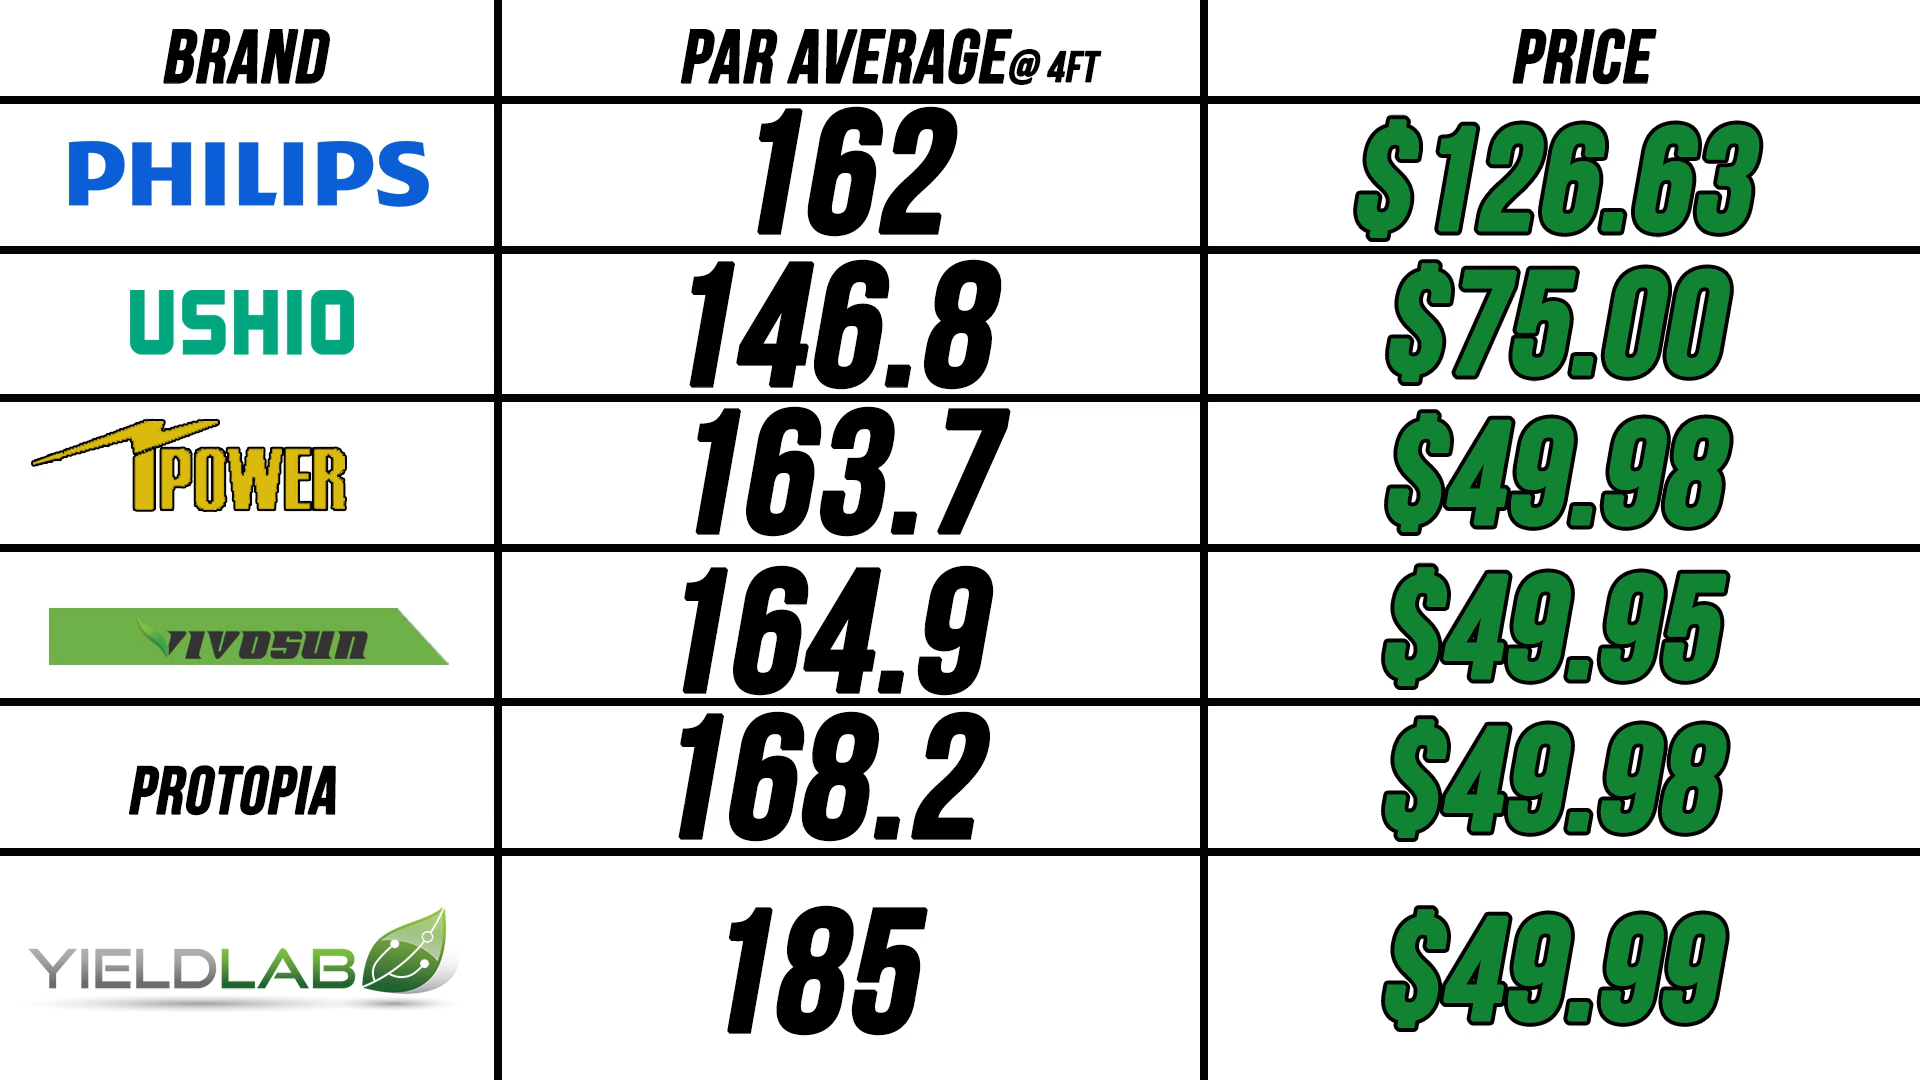 BRAND PAR AVERAGE@ 4FT PRICE
PHILIPS 162 $126.63
USHIO 146.8 $75.00
TPOWER 163.7 $49.98
VIVOSUN 164.9 $49.95
PROTOPIA 168.2 $49.98
YIELDLAB 185 $49.99